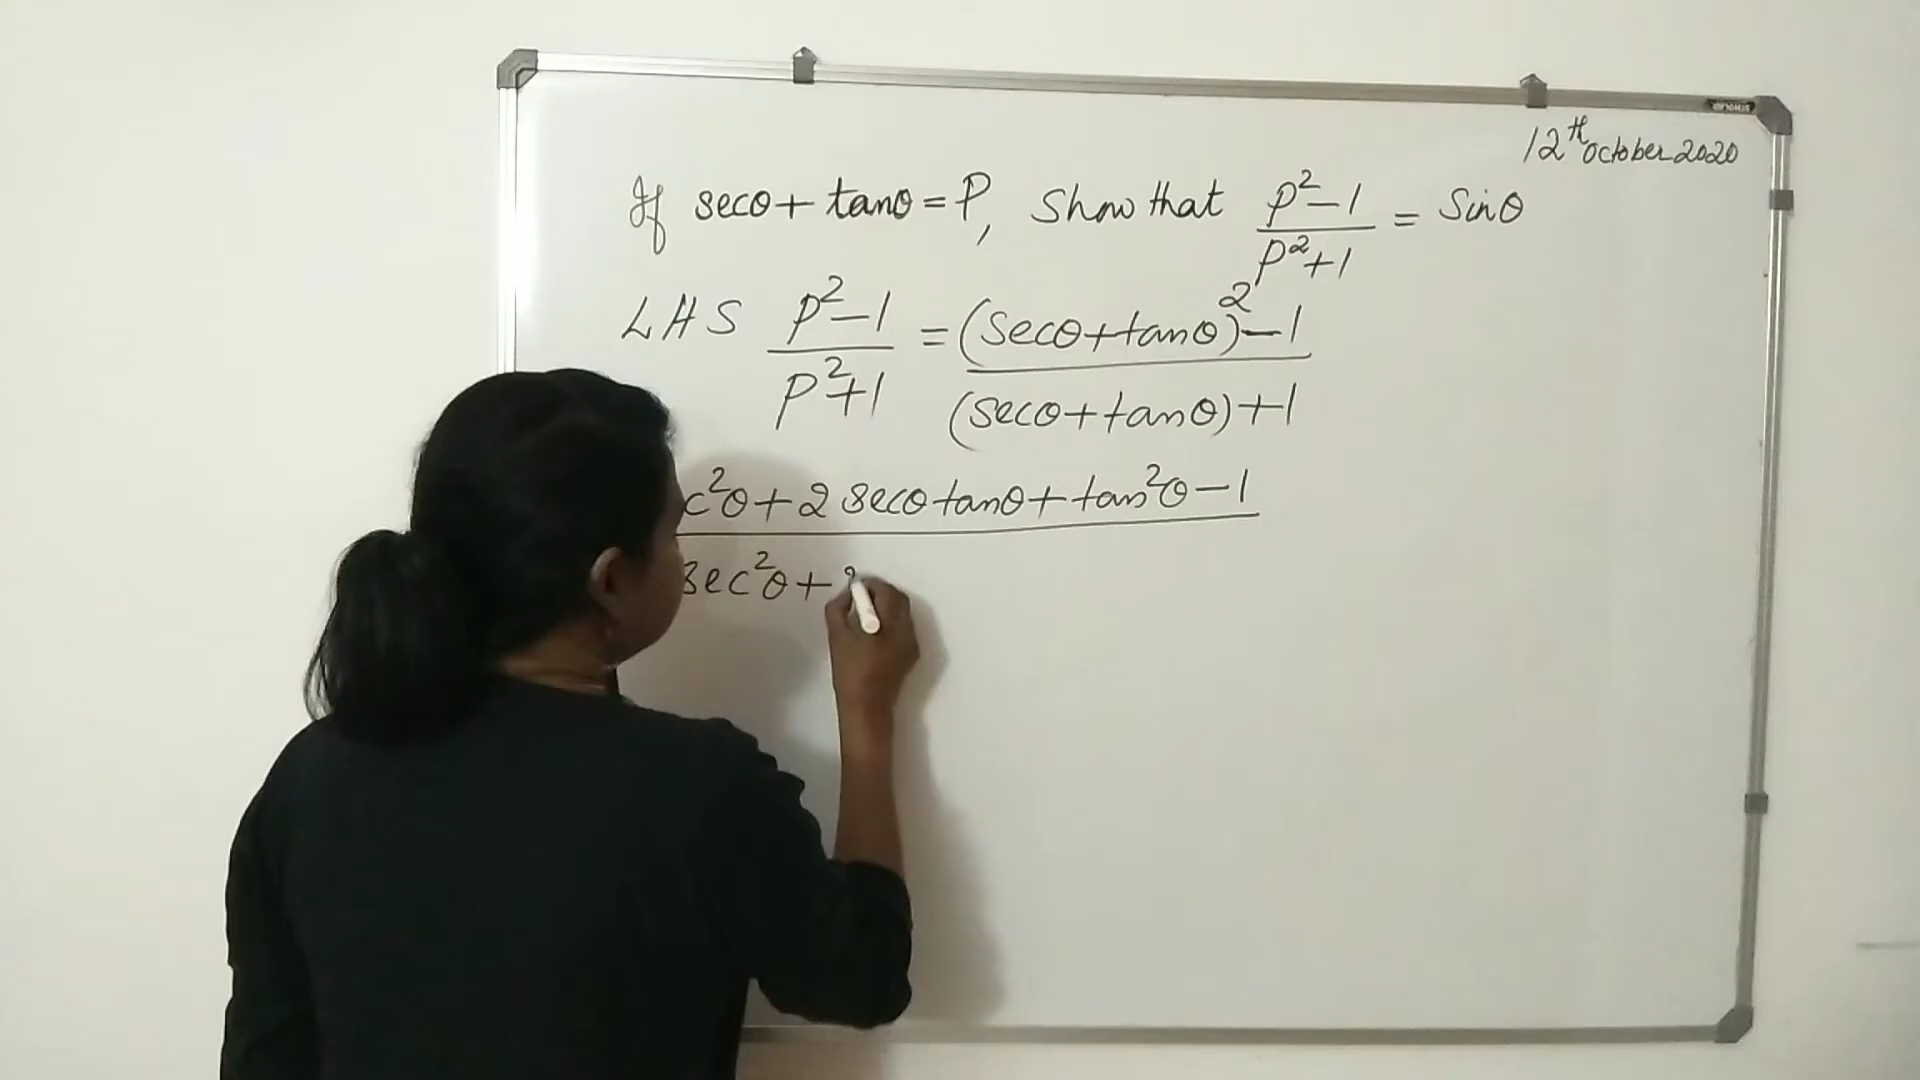 12th October 2020
If secθ + tanθ = P, Show that P²-1 / P²+1 = Sinθ
LHS P²-1 / P²+1 = (secθ+tanθ)²-1 / (secθ+tanθ)+1
c²θ + 2 secθ tanθ + tan²θ - 1
sec²θ + 2